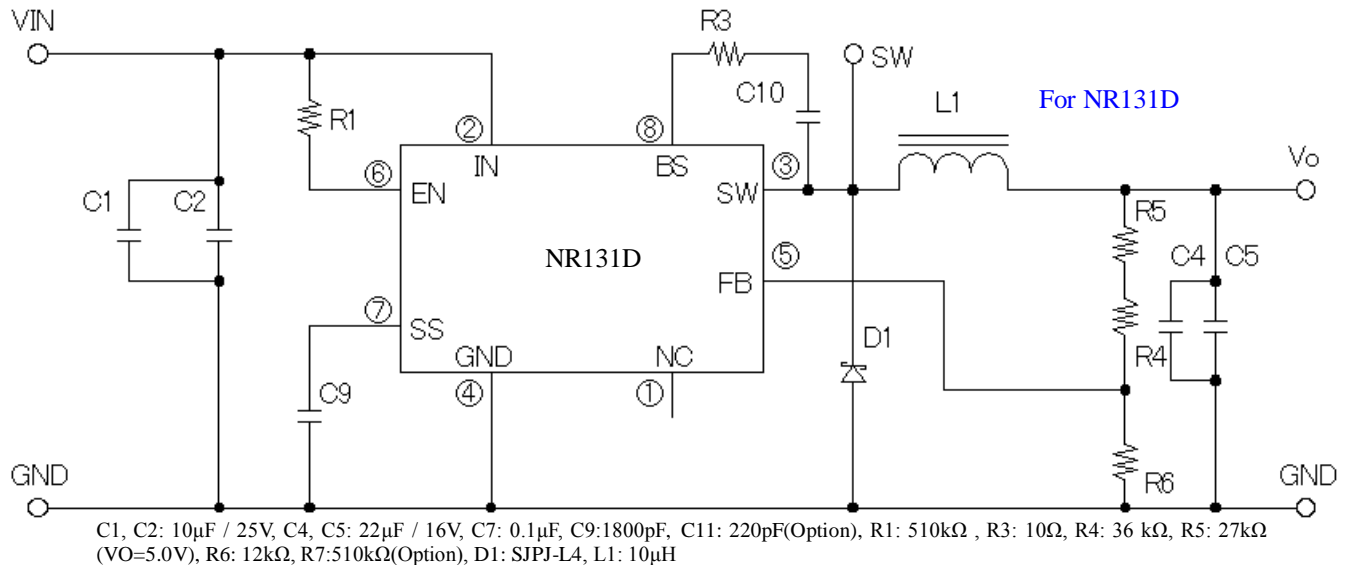 VIN
R3
SW
C10
L1
For NR131D
R1
②
⑧
③
Vo
IN
BS
⑥
EN
SW
C1
C2
R5
NR131D
⑤
C4
C5
FB
⑦
SS
D1
GND
NC
R4
④
①
C9
GND
R6
GND
C1, C2: 10μF / 25V, C4, C5: 22μF / 16V, C7: 0.1μF, C9:1800pF, C11: 220pF(Option), R1: 510kΩ , R3: 10Ω, R4: 36 kΩ, R5: 27kΩ
(VO=5.0V), R6: 12kΩ, R7:510kΩ(Option), D1: SJPJ-L4, L1: 10μH